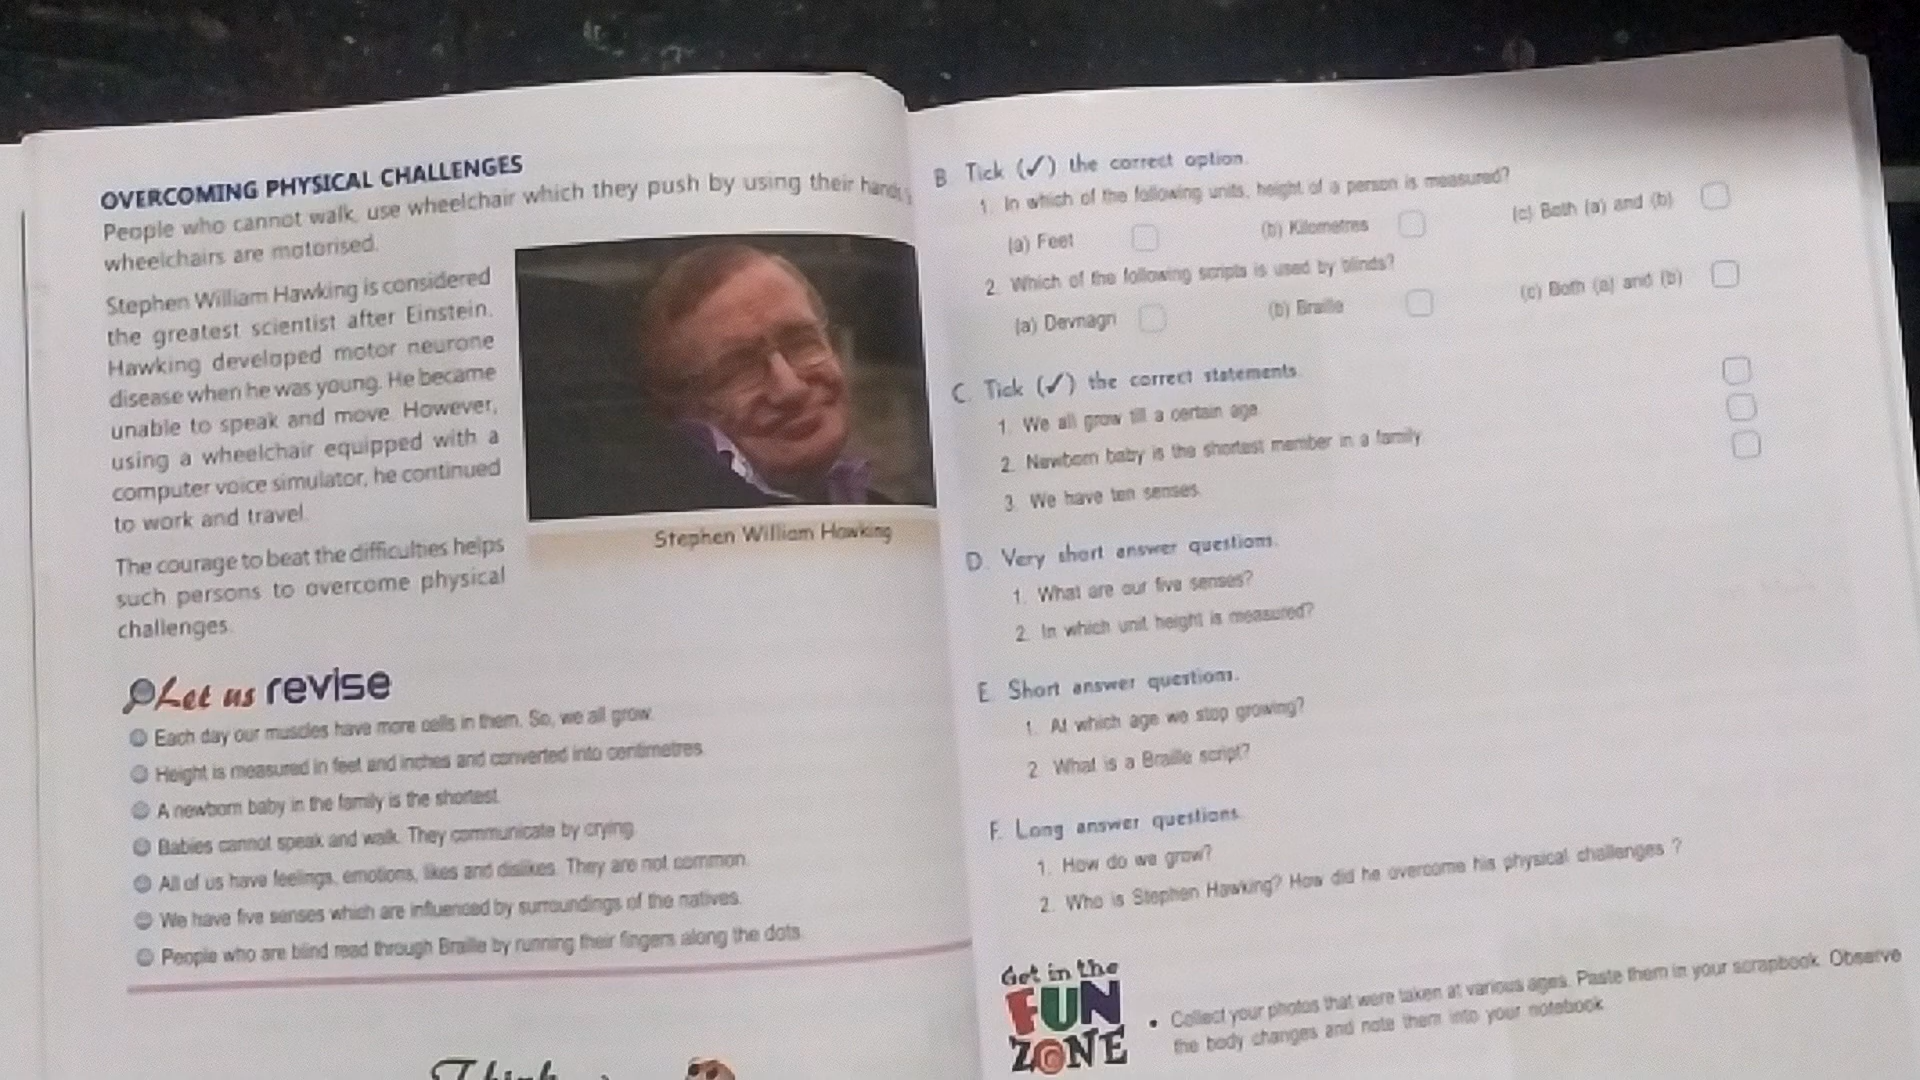 OVERCOMING PHYSICAL CHALLENGES
People who cannot walk, use wheelchair which they push by using their
wheelchairs are motorised.
Stephen William Hawking is considered
the greatest scientist after Einstein.
Hawking developed motor neurone
disease when he was young. He became
unable to speak and move. However,
using a wheelchair equipped with a
computer voice simulator, he continued
to work and travel.
The courage to beat the difficulties helps
such persons to overcome physical
challenges.
Stephen William Hawking
Let us revise
Each day our muscles have more cells in them. So, we all grow.
Height is measured in feet and inches and converted into centimetres.
A newborn baby in the family is the shortest.
Babies cannot speak and walk. They communicate by crying.
All of us have feelings, emotions, likes and dislikes. They are not common.
We have five senses which are influenced by surroundings of the natives.
People who are blind read through Braille by running their fingers along the dots.
Think
B. Tick (✓) the correct option.
1. In which of the following units, height of a person is measured?
(a) Feet (b) Kilometres (c) Both (a) and (b)
2. Which of the following scripts is used by blinds?
(a) Devnagri (b) Braille (c) Both (a) and (b)
C. Tick (✓) the correct statements.
1. We all grow till a certain age.
2. Newborn baby is the shortest member in a family.
3. We have ten senses.
D. Very short answer questions.
1. What are our five senses?
2. In which unit height is measured?
E. Short answer questions.
1. At which age we stop growing?
2. What is a Braille script?
F. Long answer questions.
1. How do we grow?
2. Who is Stephen Hawking? How did he overcome his physical challenges ?
Get in the
FUN
ZONE
• Collect your photos that were taken at various ages. Paste them in your scrapbook. Observe
the body changes and note them into your notebook.